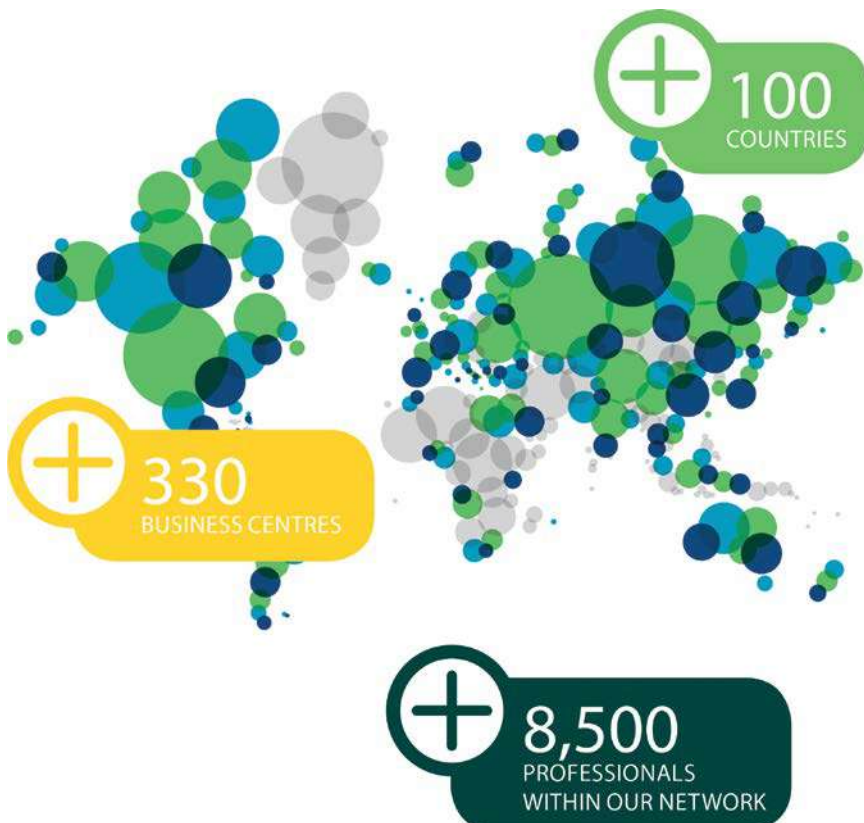 100
COUNTRIES
330
BUSINESS CENTRES
8,500
PROFESSIONALS
WITHIN OUR NETWORK